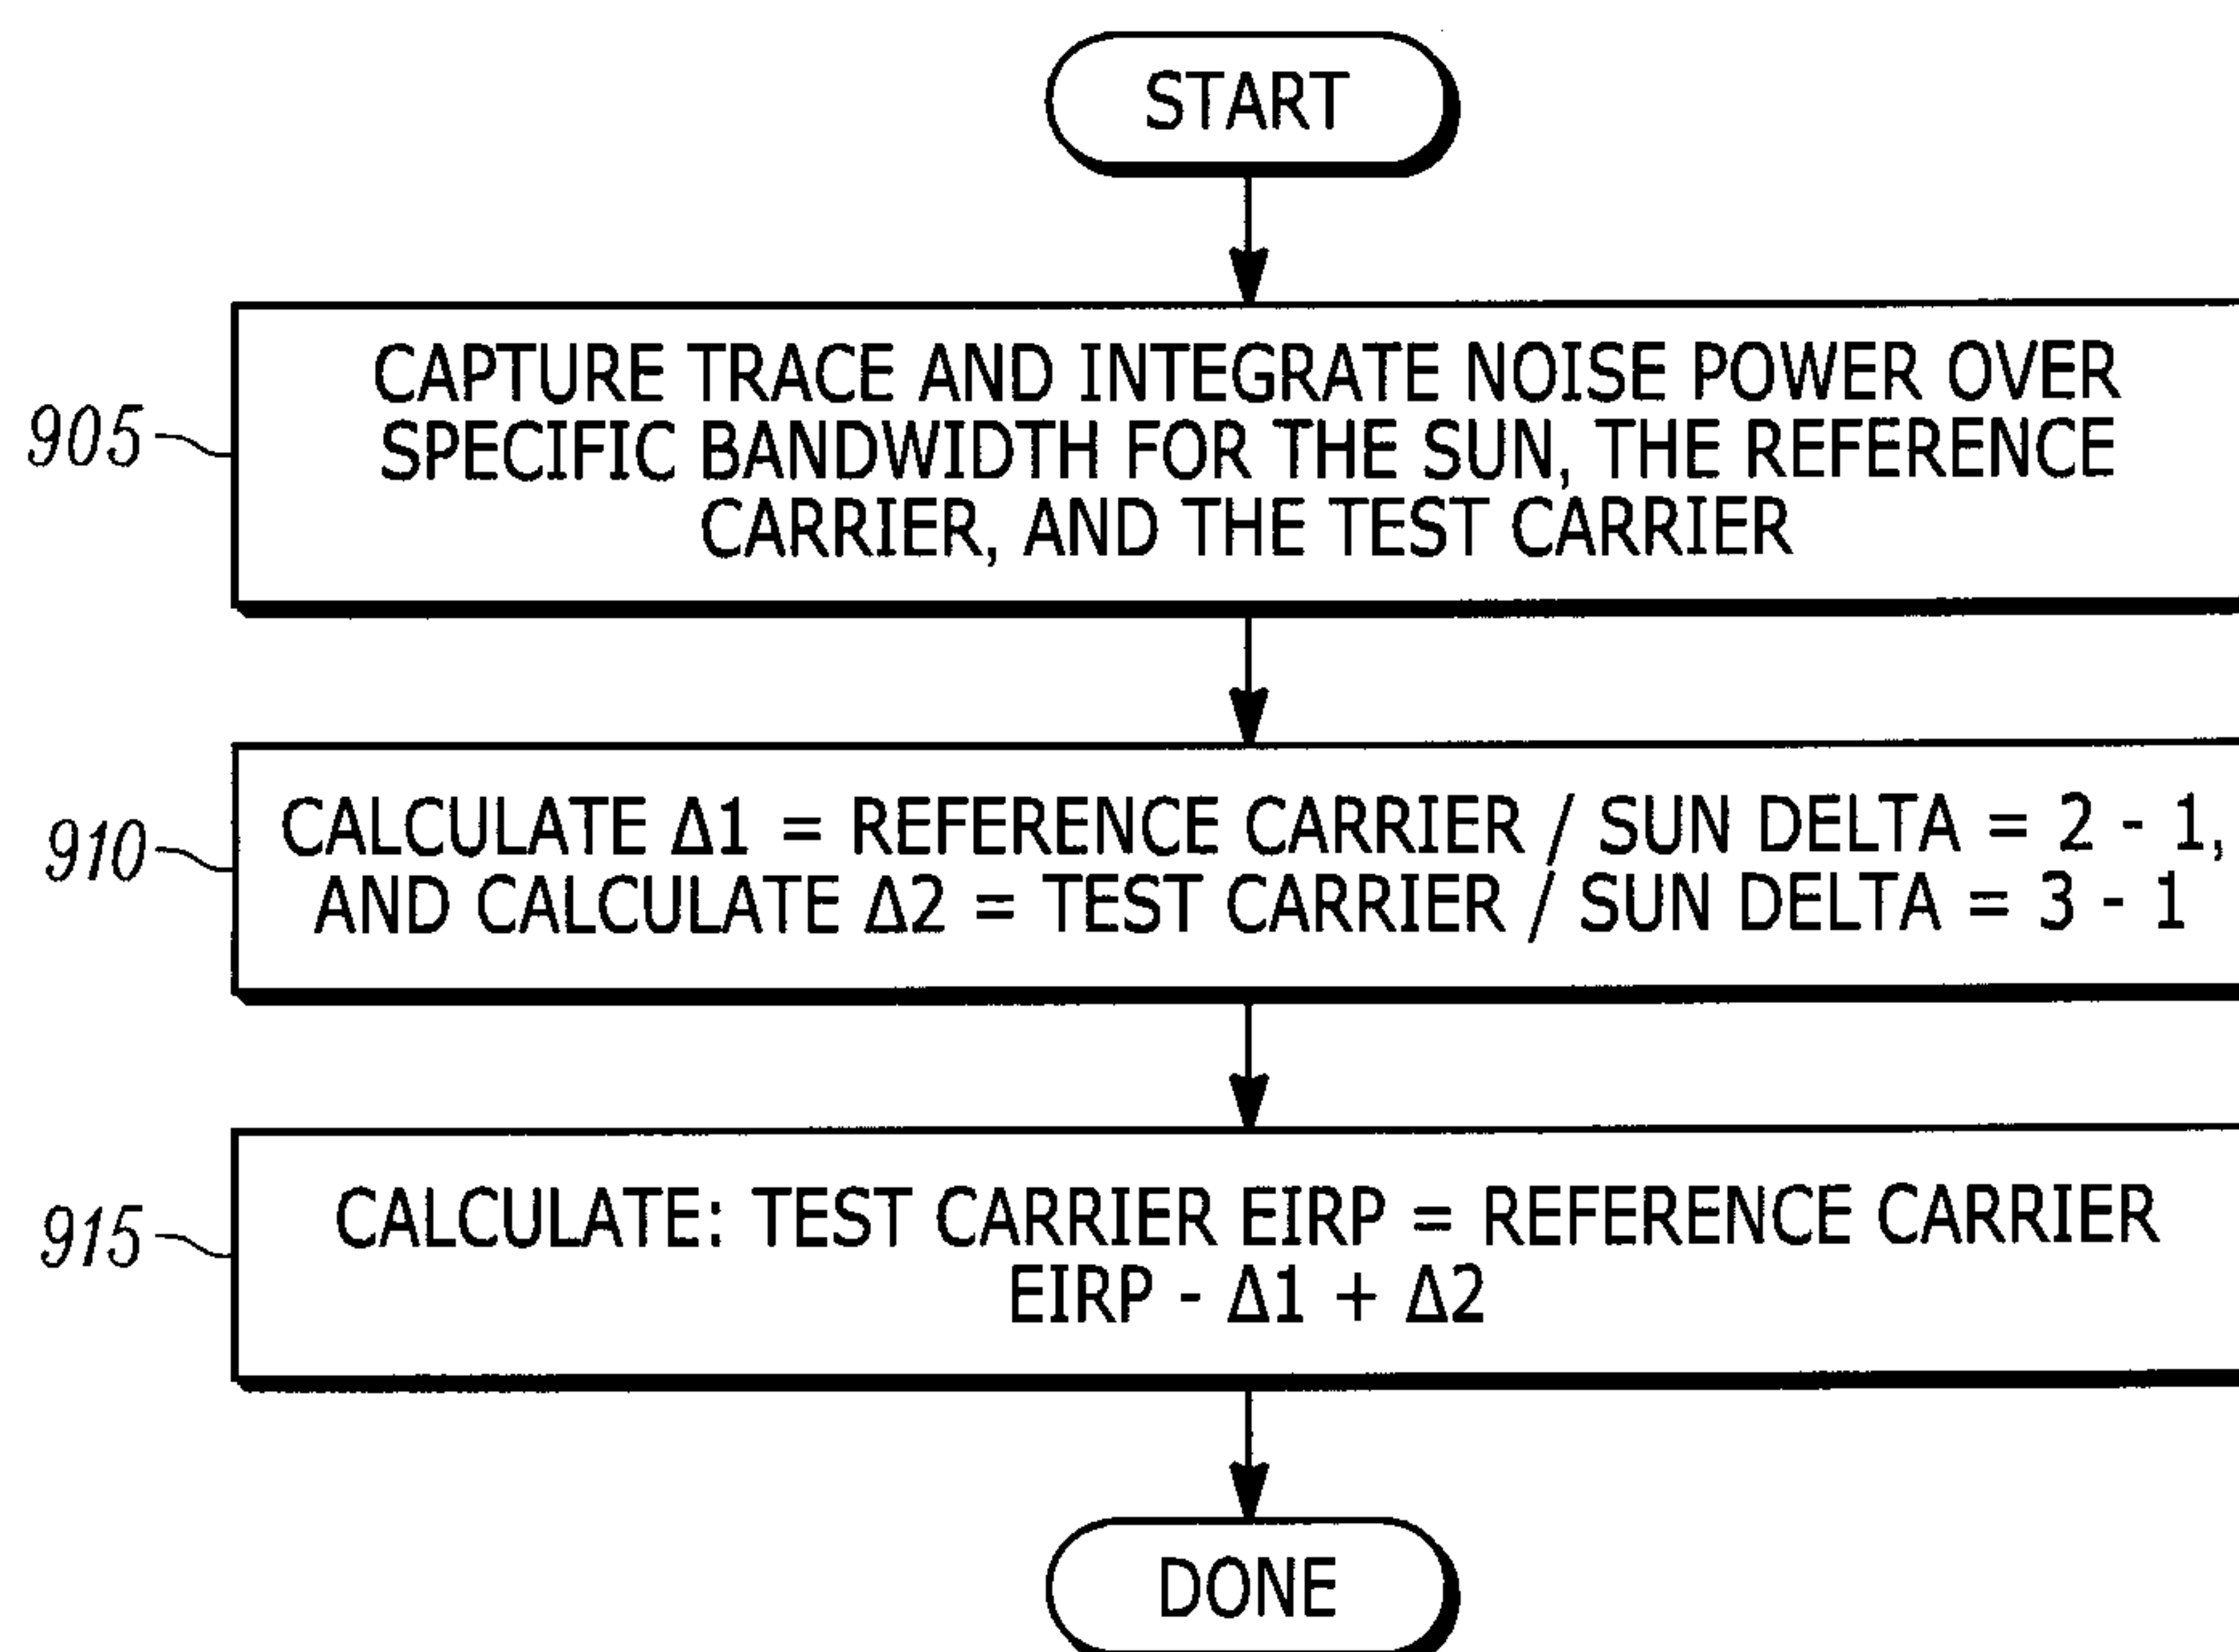 START
905
CAPTURE TRACE AND INTEGRATE NOISE POWER OVER
SPECIFIC BANDWIDTH FOR THE SUN, THE REFERENCE
CARRIER, AND THE TEST CARRIER
910
CALCULATE Δ1 = REFERENCE CARRIER / SUN DELTA = 2 - 1,
AND CALCULATE Δ2 = TEST CARRIER / SUN DELTA = 3 - 1
915
CALCULATE: TEST CARRIER EIRP = REFERENCE CARRIER
EIRP - Δ1 + Δ2
DONE